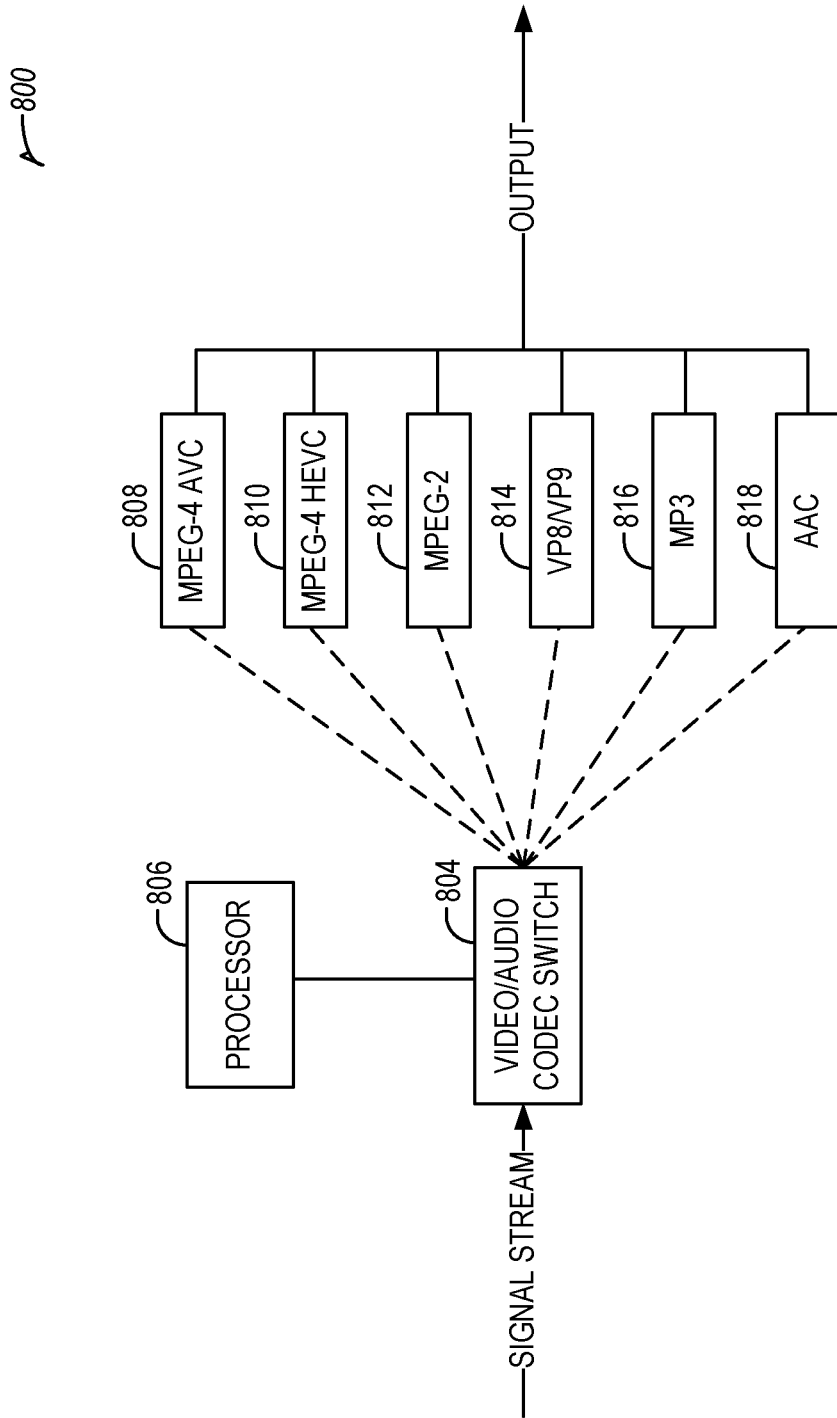 800
806
PROCESSOR
804
VIDEO/AUDIO
CODEC SWITCH
SIGNAL STREAM
808
MPEG-4 AVC
810
MPEG-4 HEVC
812
MPEG-2
814
VP8/VP9
816
MP3
818
AAC
OUTPUT